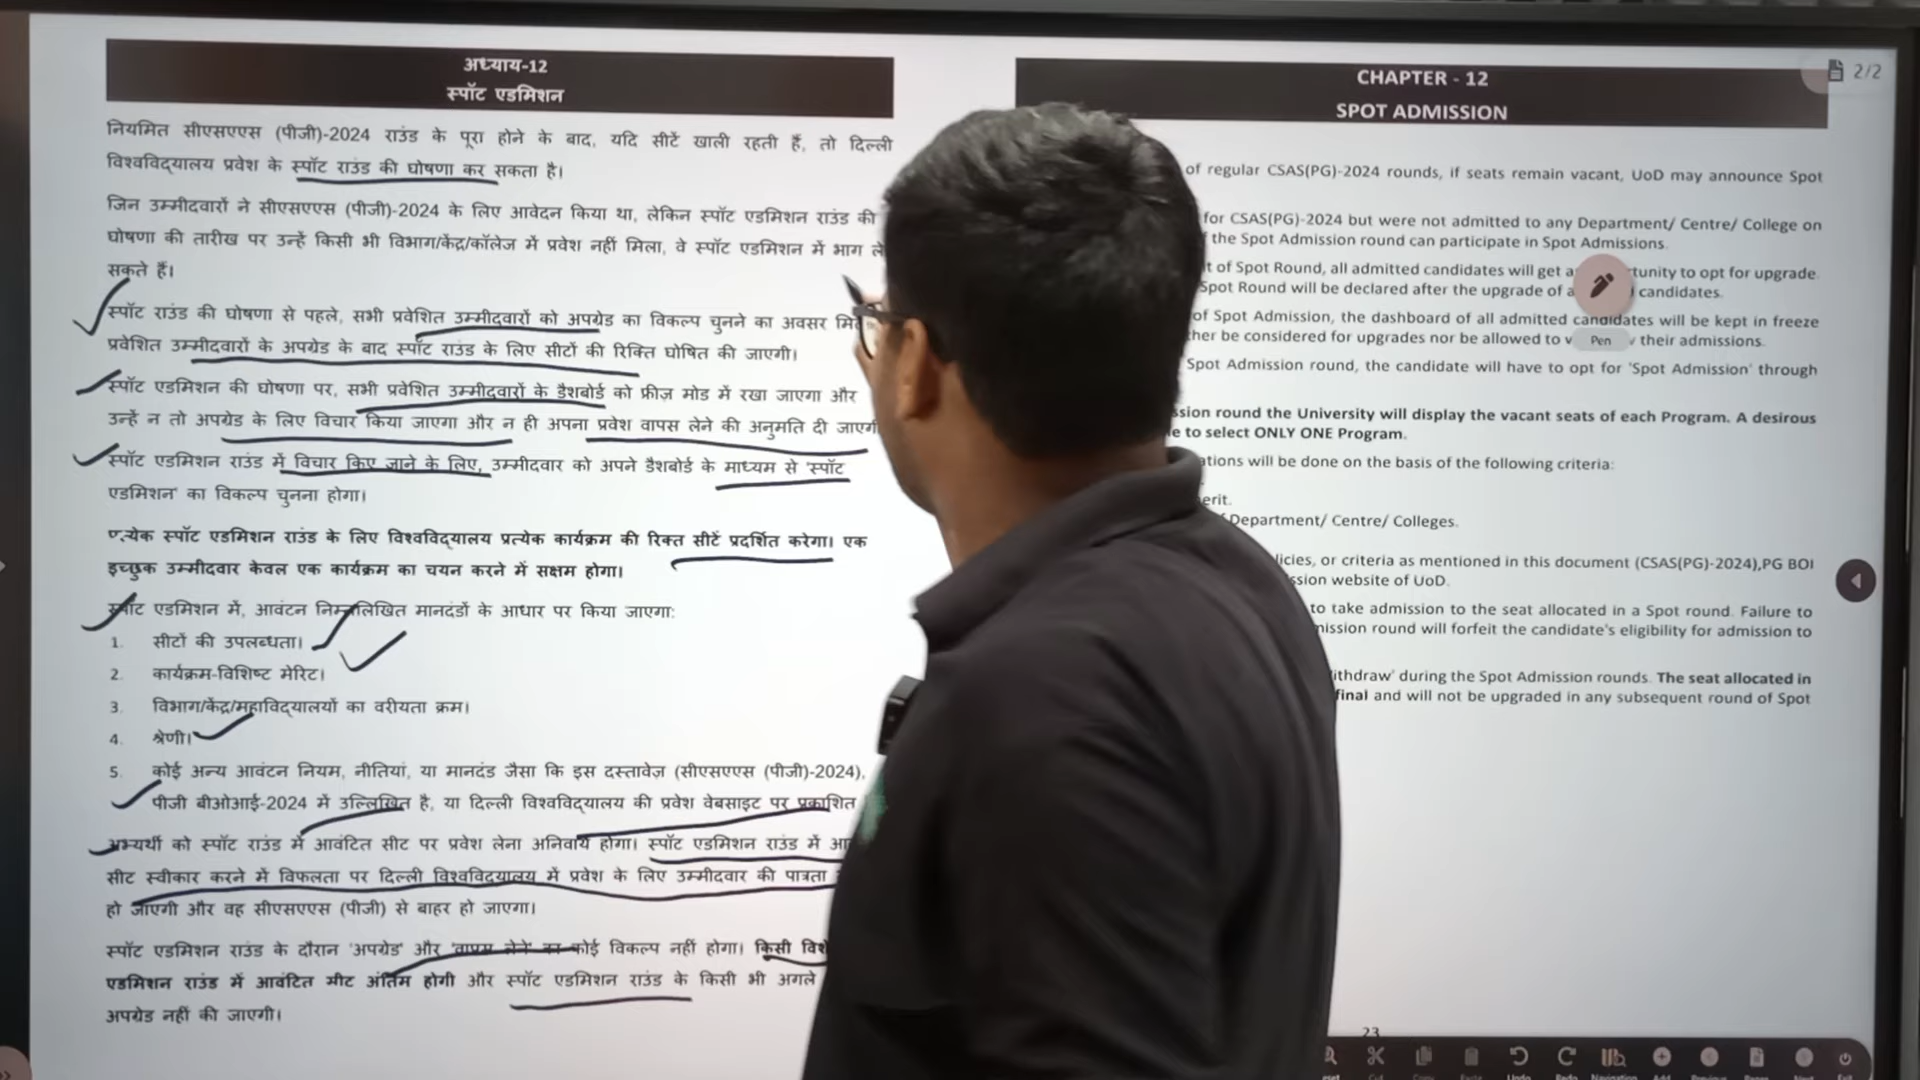 अध्याय-12
स्पॉट एडमिशन
नियमित सीएसएएस (पीजी)-2024 राउंड के पूरा होने के बाद, यदि सीटें खाली रहती हैं, तो दिल्ली
विश्वविद्यालय प्रवेश के स्पॉट राउंड की घोषणा कर सकता है।
जिन उम्मीदवारों ने सीएसएएस (पीजी)-2024 के लिए आवेदन किया था, लेकिन स्पॉट एडमिशन राउंड की
घोषणा की तारीख पर उन्हें किसी भी विभाग/केंद्र/कॉलेज में प्रवेश नहीं मिला, वे स्पॉट एडमिशन में भाग ले
सकते हैं।
स्पॉट राउंड की घोषणा से पहले, सभी प्रवेशित उम्मीदवारों को अपग्रेड का विकल्प चुनने का अवसर
प्रवेशित उम्मीदवारों के अपग्रेड के बाद स्पॉट राउंड के लिए सीटों की रिक्ति घोषित की जाएगी।
स्पॉट एडमिशन की घोषणा पर, सभी प्रवेशित उम्मीदवारों के डैशबोर्ड को फ्रीज़ मोड में रखा जाएगा और
उन्हें न तो अपग्रेड के लिए विचार किया जाएगा और न ही अपना प्रवेश वापस लेने की अनुमति दी
स्पॉट एडमिशन राउंड में विचार किए जाने के लिए, उम्मीदवार को अपने डैशबोर्ड के माध्यम से 'स्पॉट
एडमिशन' का विकल्प चुनना होगा।
प्रत्येक स्पॉट एडमिशन राउंड के लिए विश्वविद्यालय प्रत्येक कार्यक्रम की रिक्त सीटें प्रदर्शित करेगा। एक
इच्छुक उम्मीदवार केवल एक कार्यक्रम का चयन करने में सक्षम होगा।
स्पॉट एडमिशन में, आवंटन निम्नलिखित मानदंडों के आधार पर किया जाएगा:
1. सीटों की उपलब्धता।
2. कार्यक्रम-विशिष्ट मेरिट।
3. विभाग/केंद्र/महाविद्यालयों का वरीयता क्रम।
4. श्रेणी।
5. कोई अन्य आवंटन नियम, नीतियां, या मानदंड जैसा कि इस दस्तावेज़ (सीएसएएस (पीजी)-2024),
पीजी बीओआई-2024 में उल्लिखित है, या दिल्ली विश्वविद्यालय की प्रवेश वेबसाइट पर प्रकाशित
अभ्यर्थी को स्पॉट राउंड में आवंटित सीट पर प्रवेश लेना अनिवार्य होगा। स्पॉट एडमिशन राउंड में
सीट स्वीकार करने में विफलता पर दिल्ली विश्वविद्यालय में प्रवेश के लिए उम्मीदवार की पात्रता
हो जाएगी और वह सीएसएएस (पीजी) से बाहर हो जाएगा।
स्पॉट एडमिशन राउंड के दौरान 'अपग्रेड' और 'वापस लेने' का कोई विकल्प नहीं होगा। किसी
एडमिशन राउंड में आवंटित सीट अंतिम होगी और स्पॉट एडमिशन राउंड के किसी भी अगले
अपग्रेड नहीं की जाएगी।
CHAPTER - 12
SPOT ADMISSION
2/2
of regular CSAS(PG)-2024 rounds, if seats remain vacant, UoD may announce Spot
for CSAS(PG)-2024 but were not admitted to any Department/ Centre/ College on
the Spot Admission round can participate in Spot Admissions.
of Spot Round, all admitted candidates will get to opt for upgrade.
Spot Round will be declared after the upgrade of candidates.
of Spot Admission, the dashboard of all admitted candidates will be kept in freeze
be considered for upgrades nor be allowed to their admissions.
Pen
Spot Admission round, the candidate will have to opt for 'Spot Admission' through
round the University will display the vacant seats of each Program. A desirous
to select ONLY ONE Program.
will be done on the basis of the following criteria:
Department/ Centre/ Colleges.
or criteria as mentioned in this document (CSAS(PG)-2024),PG BOI
website of UoD.
to take admission to the seat allocated in a Spot round. Failure to
round will forfeit the candidate's eligibility for admission to
during the Spot Admission rounds. The seat allocated in
final and will not be upgraded in any subsequent round of Spot
23
Undo Redo